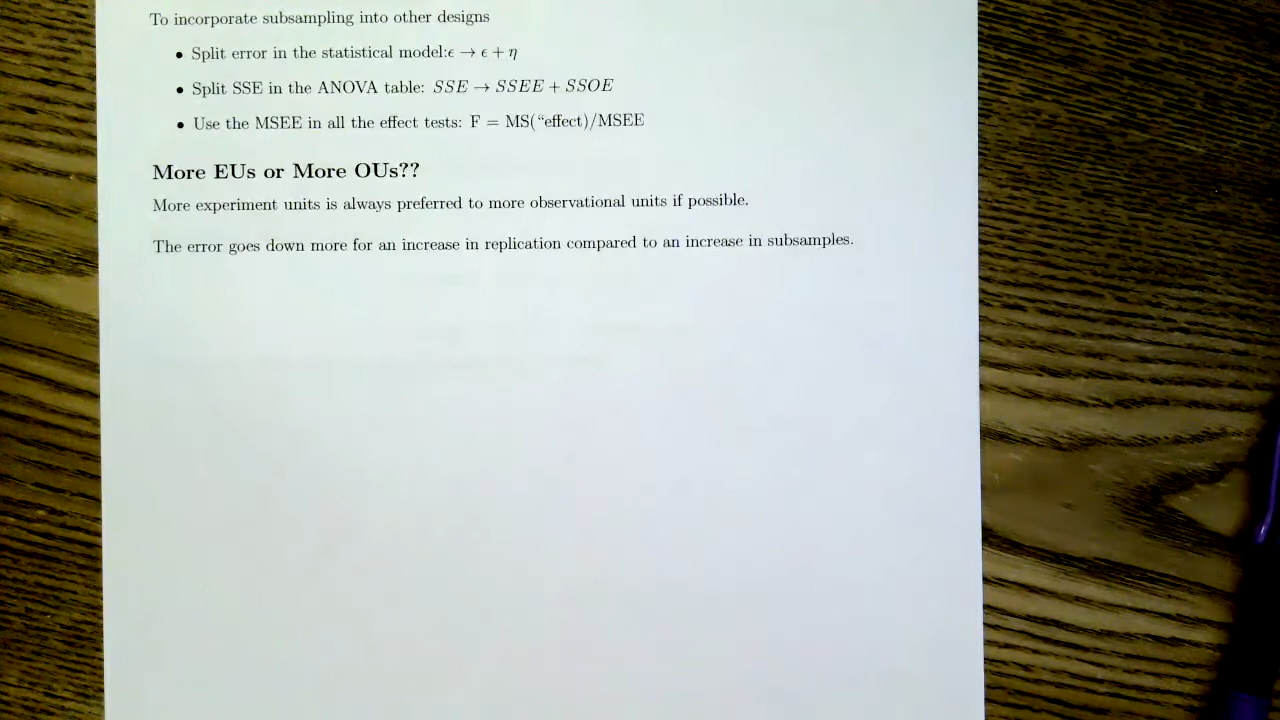 To incorporate subsampling into other designs
• Split error in the statistical model:ϵ → ϵ + η
• Split SSE in the ANOVA table: SSE → SSEE + SSOE
• Use the MSEE in all the effect tests: F = MS(“effect)/MSEE
More EUs or More OUs??
More experiment units is always preferred to more observational units if possible.
The error goes down more for an increase in replication compared to an increase in subsamples.